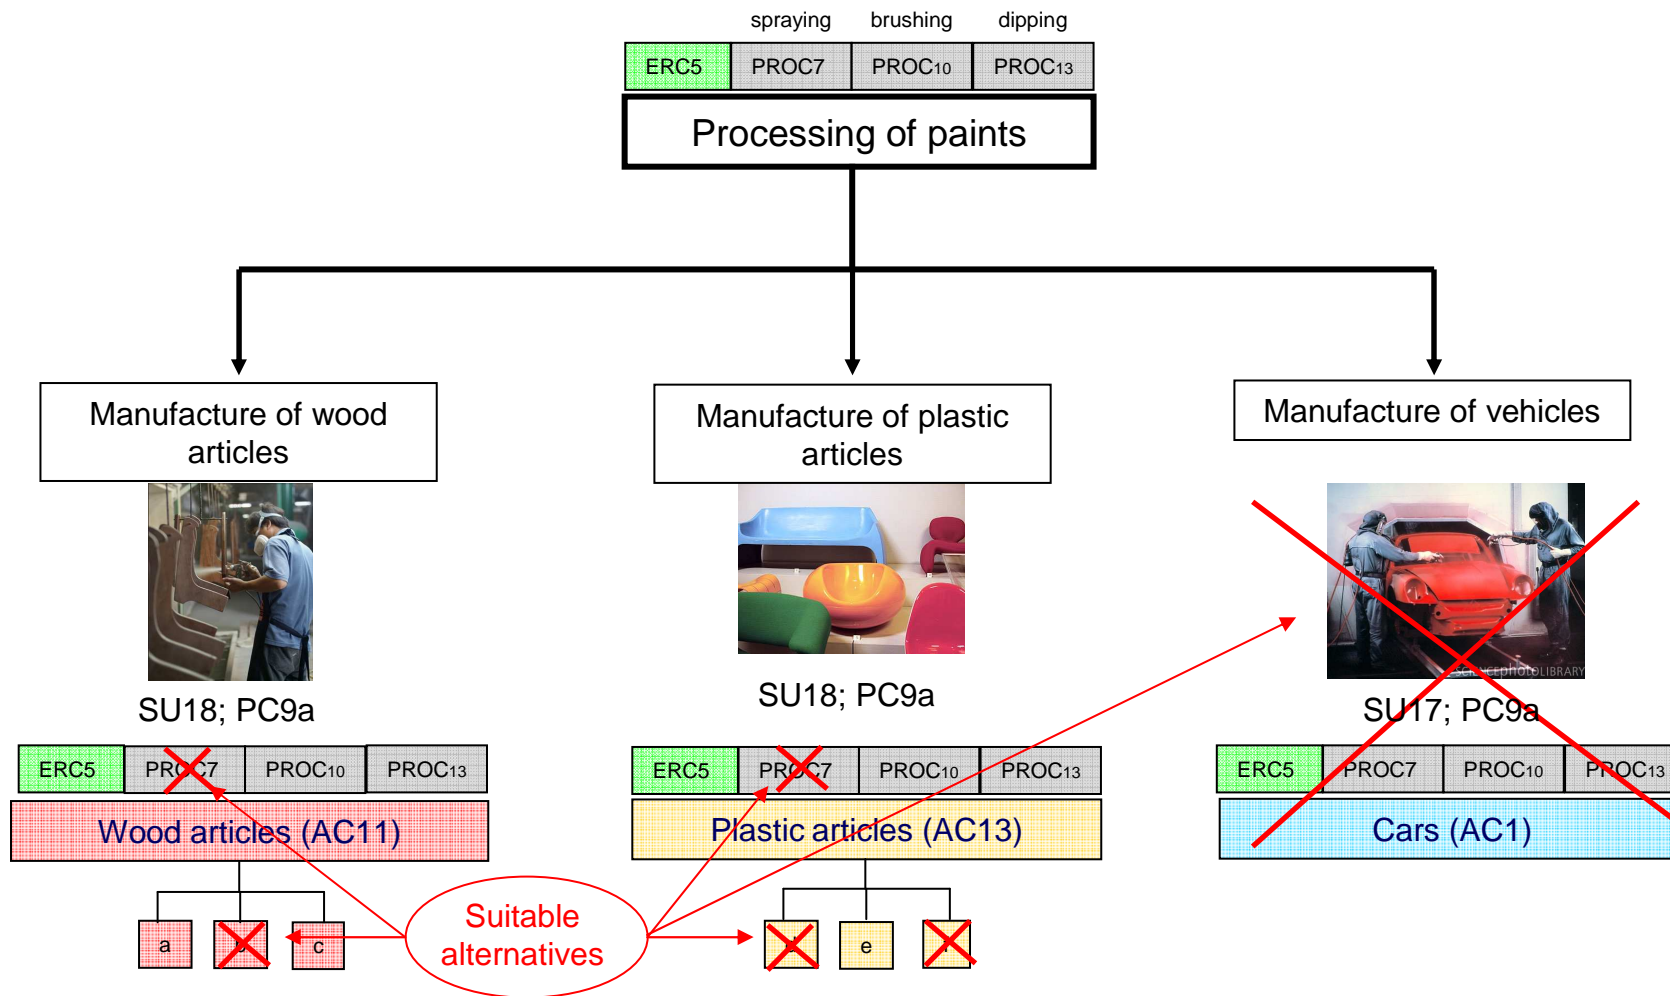 spraying brushing dipping
ERC5 PROC7 PROC10 PROC13
Processing of paints
Manufacture of wood
articles
Manufacture of plastic
articles
Manufacture of vehicles
SCIENCEphotoLIBRARY
SU18; PC9a
SU18; PC9a
SU17; PC9a
ERC5 PROC7 PROC10 PROC13
ERC5 PROC7 PROC10 PROC13
ERC5 PROC7 PROC10 PROC13
Wood articles (AC11)
Plastic articles (AC13)
Cars (AC1)
Suitable
alternatives
a c
e